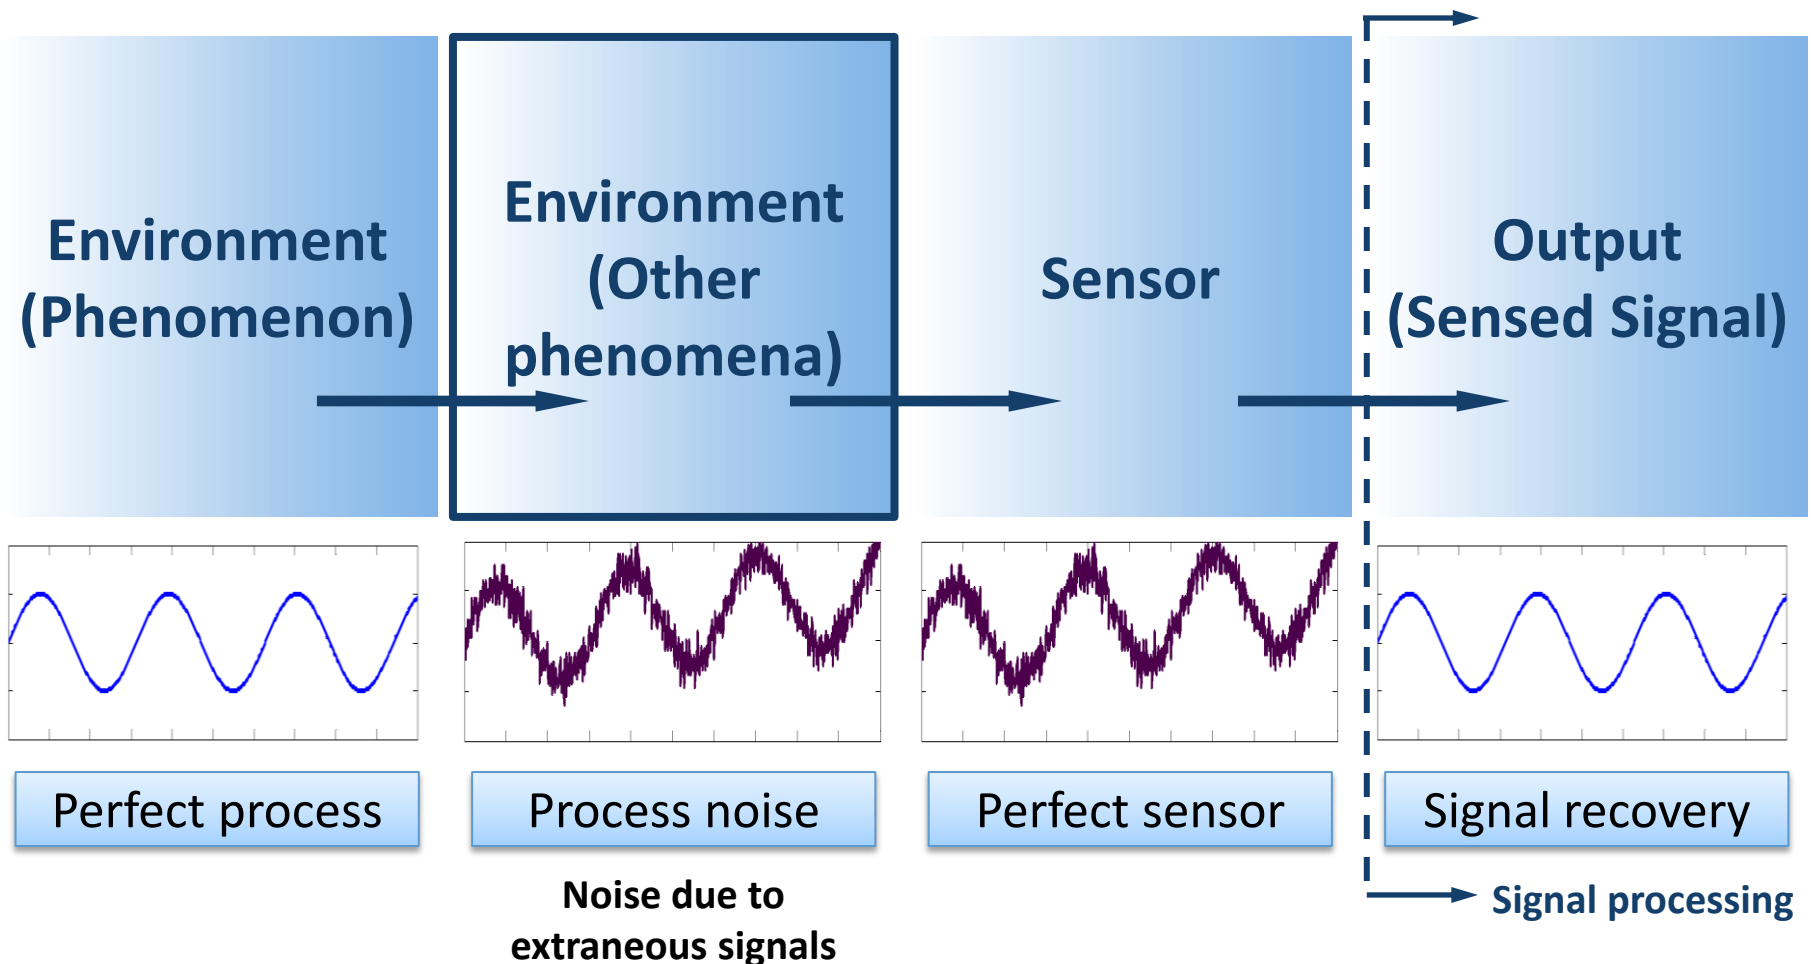 Environment
(Phenomenon)
Environment
(Other
phenomena)
Sensor
Output
(Sensed Signal)
Perfect process
Process noise
Perfect sensor
Signal recovery
Noise due to
extraneous signals
Signal processing